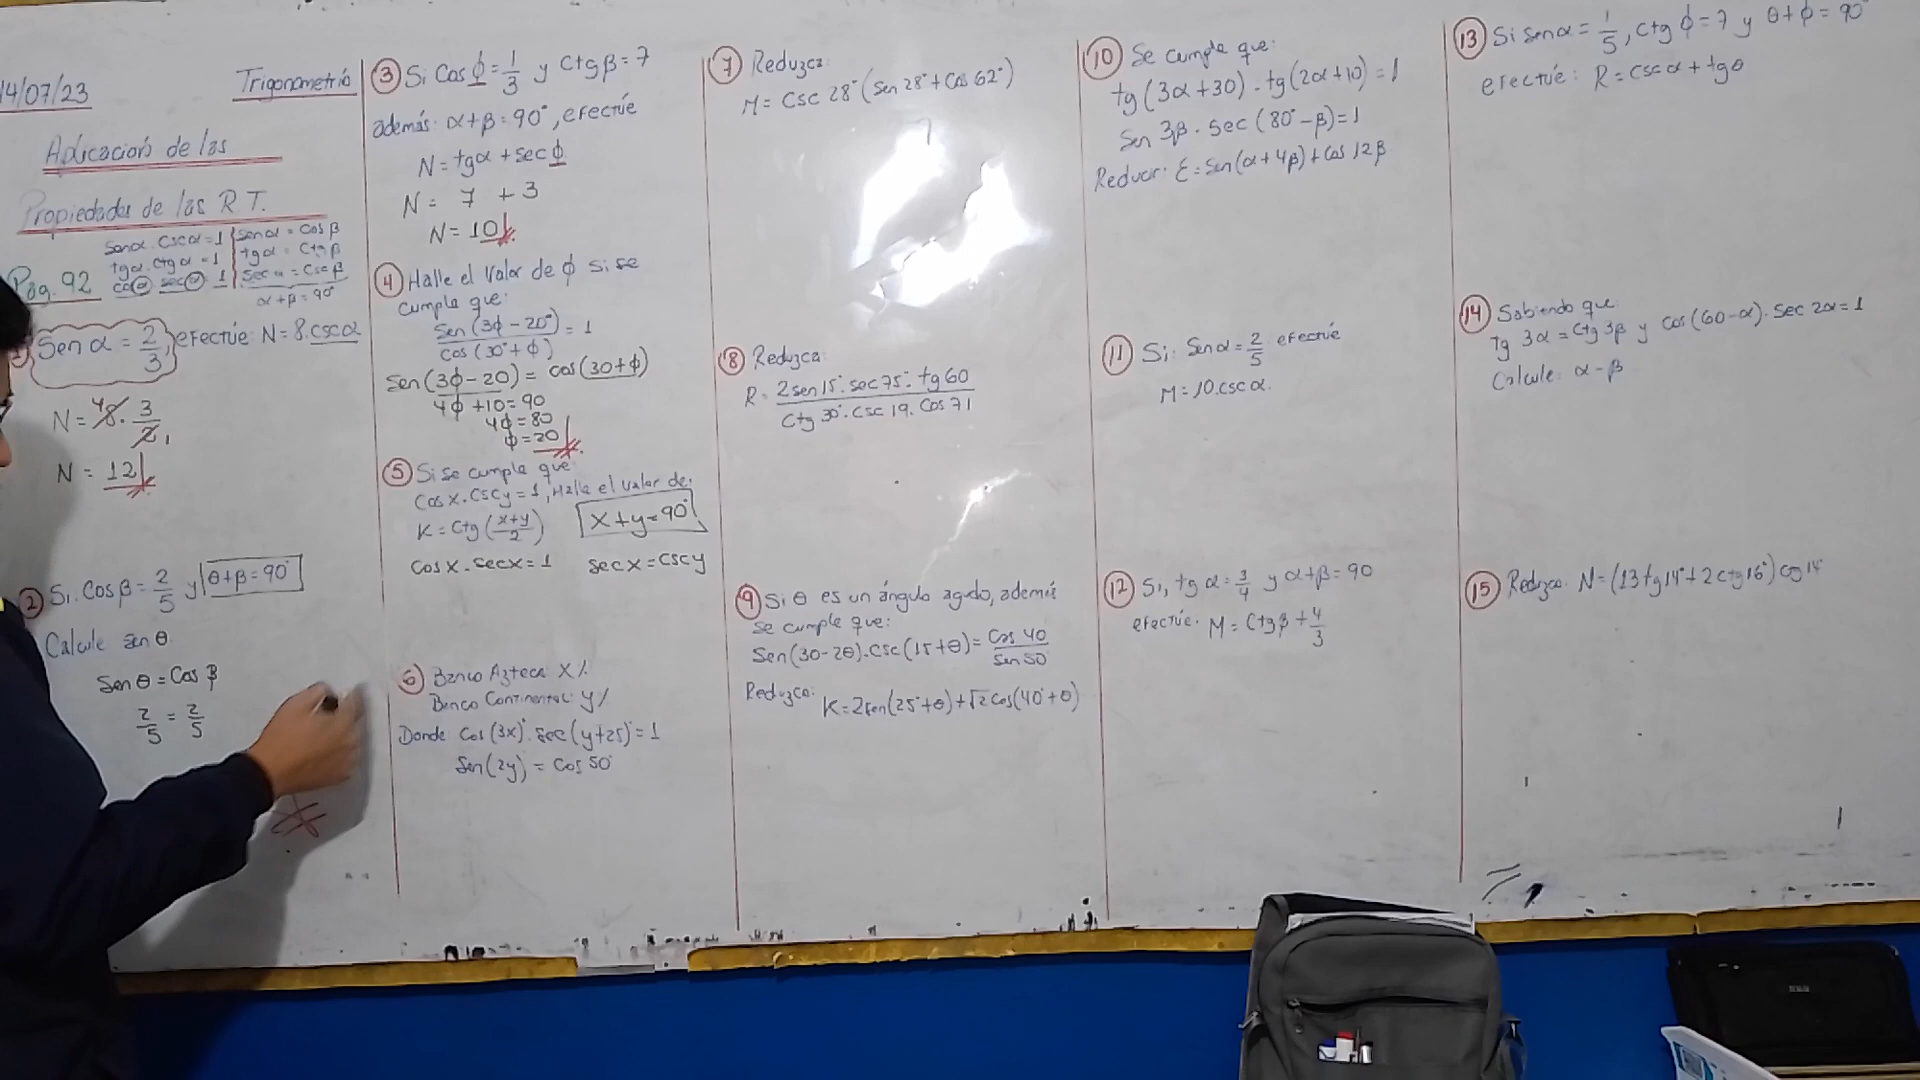 14/07/23
Trigonometría
Aplicación de las
Propiedades de las R.T.
Senα.Cscα=1
tgα.ctgα=1
cosα secα 1
Senα=Cosβ
tgα=Ctgβ
Secα=Cscβ
α+β=90°
Pág. 92
Sen α = 2/3, efectúe: N=8.cscα
N=8·3/2
N=12
② Si: Cosβ=2/5 y θ+β=90°
Calcule senθ
Senθ=Cosβ
2/5=2/5
③ Si Cosϕ=1/3 y Ctgβ=7
además: α+β=90°, efectúe
N=tgα+secϕ
N= 7 +3
N=10
④ Halle el valor de ϕ si se
cumple que:
Sen(3ϕ-20°)/cos(30°+ϕ)=1
Sen(3ϕ-20)=cos(30+ϕ)
4ϕ+10=90
4ϕ=80
ϕ=20
⑤ Si se cumple que:
Cosx.Cscy=1, Halle el valor de:
K=Ctg(x+y/2)
x+y=90°
cosx.secx=1 secx=cscy
⑥ Banco Azteca: X%
Banco Continental: Y%
Donde Cos(3x)°.sec(y+25)°=1
Sen(2y)=Cos50°
⑦ Reduzca:
M=Csc28°(Sen28°+Cos62°)
⑧ Reduzca:
R=2sen15°.sec75°.tg60/Ctg30°.Csc19.Cos71
⑨ Si θ es un ángulo agudo, además
se cumple que:
Sen(30-2θ).csc(15+θ)=Cos40/Sen50
Reduzca: K=2sen(25°+θ)+√2cos(40°+θ)
⑩ Se cumple que:
tg(3α+30).tg(2α+10)=1
Sen3β.Sec(80°-β)=1
Reducir: E=Sen(α+4β)+Cos12β
⑪ Si: Senα=2/5 efectúe
M=10.cscα.
⑫ Si, tgα=3/4 y α+β=90
efectúe: M=Ctgβ+4/3
⑬ Si senα=1/5, Ctgϕ=7 y θ+ϕ=90°
efectúe: R=cscα+tgθ
⑭ Sabiendo que:
Tg3α=Ctg3β y cos(60-α).Sec2α=1
Calcule: α-β
⑮ Reduzca: N=(13tg14°+2ctg16°)